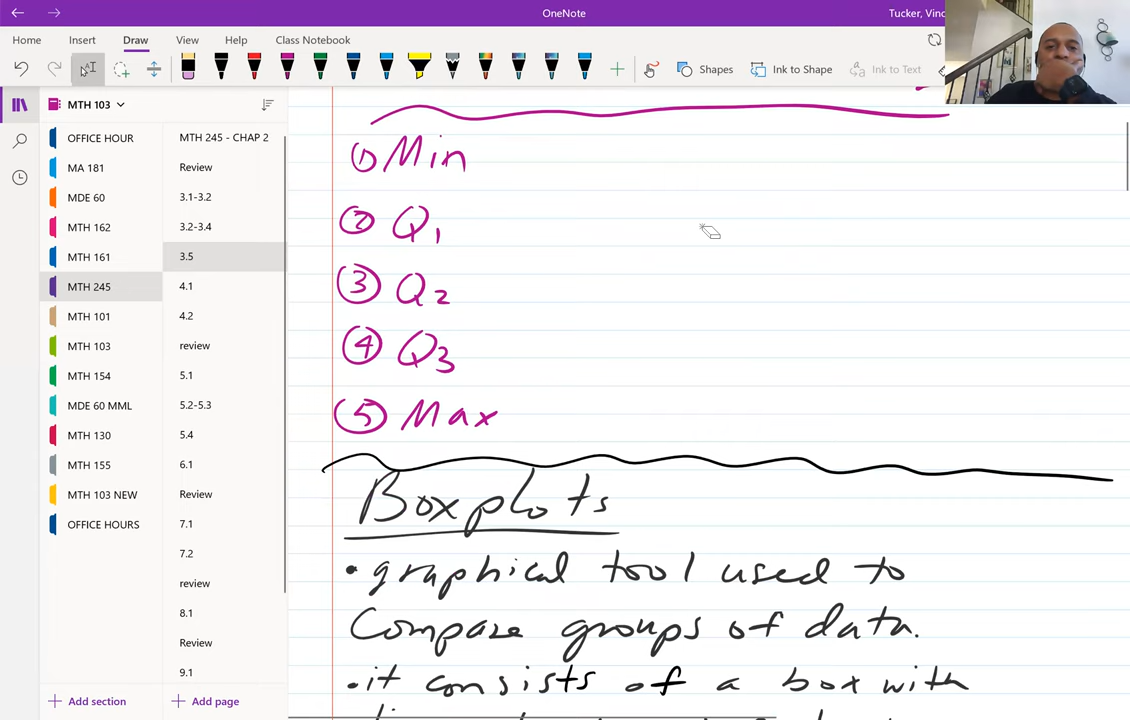 OneNote
Tucker, Vinc
Home Insert Draw View Help Class Notebook
Shapes Ink to Shape Ink to Text
MTH 103
OFFICE HOUR
MA 181
MDE 60
MTH 162
MTH 161
MTH 245
MTH 101
MTH 103
MTH 154
MDE 60 MML
MTH 130
MTH 155
MTH 103 NEW
OFFICE HOURS
Add section
MTH 245 - CHAP 2
Review
3.1-3.2
3.2-3.4
3.5
4.1
4.2
review
5.1
5.2-5.3
5.4
6.1
Review
7.1
7.2
review
8.1
Review
9.1
Add page
① Min
② Q1
③ Q2
④ Q3
⑤ Max
Boxplots
• graphical tool used to
Compare groups of data.
• it consists of a box with